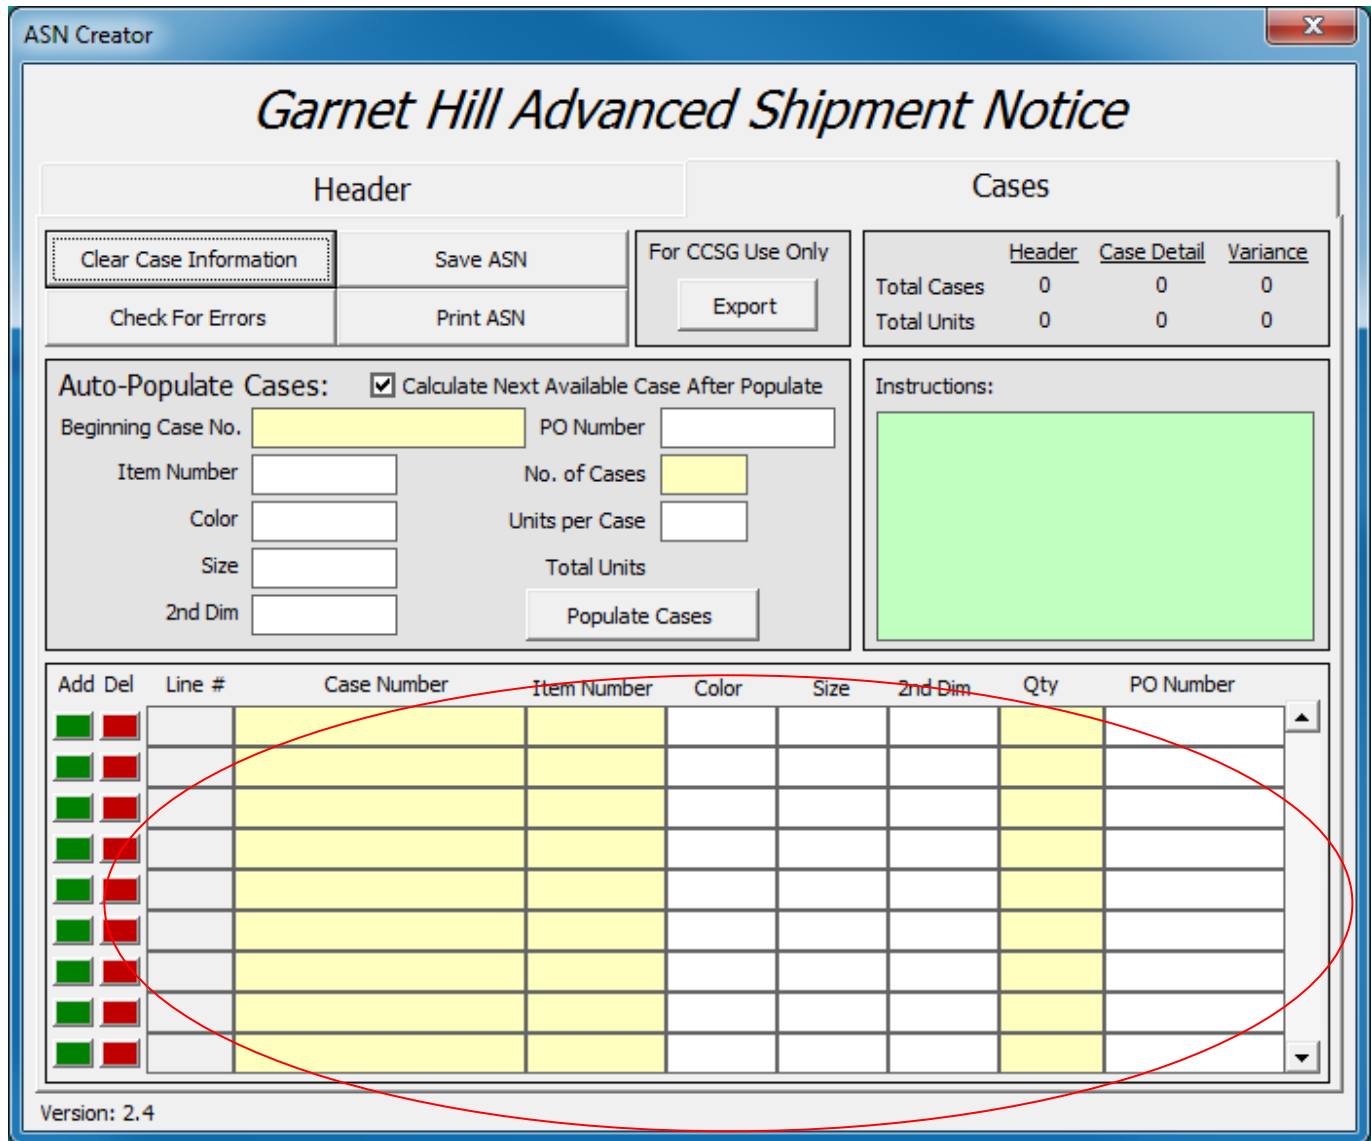 ASN Creator
Garnet Hill Advanced Shipment Notice
Header Cases
Clear Case Information Save ASN
Check For Errors Print ASN
For CCSG Use Only
Export
Header Case Detail Variance
Total Cases 0 0 0
Total Units 0 0 0
Auto-Populate Cases: Calculate Next Available Case After Populate
Beginning Case No. PO Number
Item Number No. of Cases
Color Units per Case
Size Total Units
2nd Dim Populate Cases
Instructions:
Add Del Line # Case Number Item Number Color Size 2nd Dim Qty PO Number
Version: 2.4